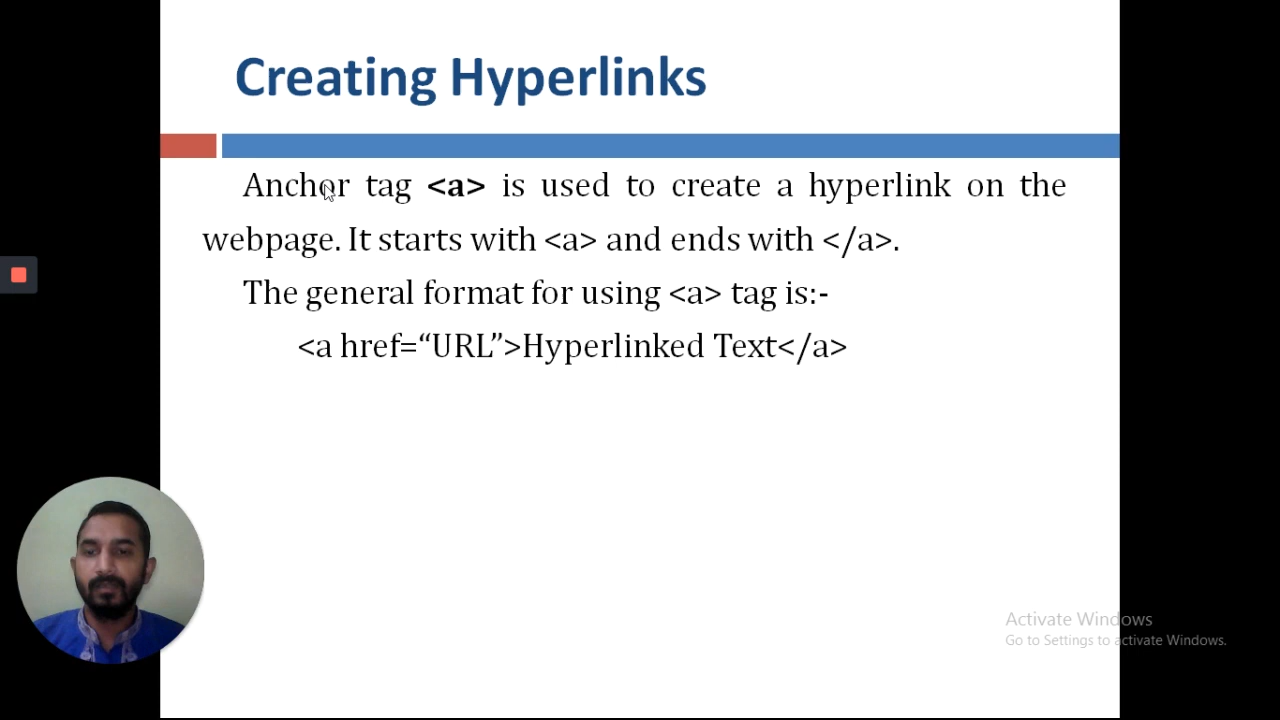 Creating Hyperlinks
Anchor tag <a> is used to create a hyperlink on the
webpage. It starts with <a> and ends with </a>.
The general format for using <a> tag is:-
<a href=“URL”>Hyperlinked Text</a>
Activate Windows
Go to Settings to activate Windows.